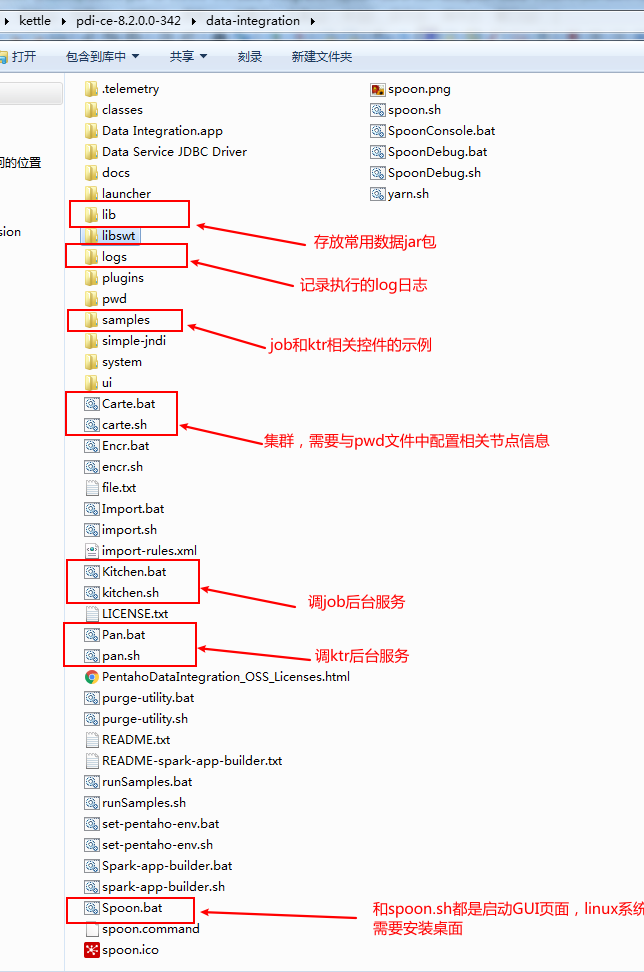 kettle ▸ pdi-ce-8.2.0.0-342 ▸ data-integration ▸
打开 包含到库中 共享 刻录 新建文件夹
的位置
sion
.telemetry
classes
Data Integration.app
Data Service JDBC Driver
docs
launcher
lib
存放常用数据jar包
libswt
logs
记录执行的log日志
plugins
pwd
samples
job和ktr相关控件的示例
simple-jndi
system
ui
Carte.bat
carte.sh
集群，需要与pwd文件中配置相关节点信息
Encr.bat
encr.sh
file.txt
Import.bat
import.sh
import-rules.xml
Kitchen.bat
kitchen.sh
调job后台服务
LICENSE.txt
Pan.bat
pan.sh
调ktr后台服务
PentahoDataIntegration_OSS_Licenses.html
purge-utility.bat
purge-utility.sh
README.txt
README-spark-app-builder.txt
runSamples.bat
runSamples.sh
set-pentaho-env.bat
set-pentaho-env.sh
Spark-app-builder.bat
spark-app-builder.sh
Spoon.bat
和spoon.sh都是启动GUI页面，linux系统
需要安装桌面
spoon.command
spoon.ico
spoon.png
spoon.sh
SpoonConsole.bat
SpoonDebug.bat
SpoonDebug.sh
yarn.sh